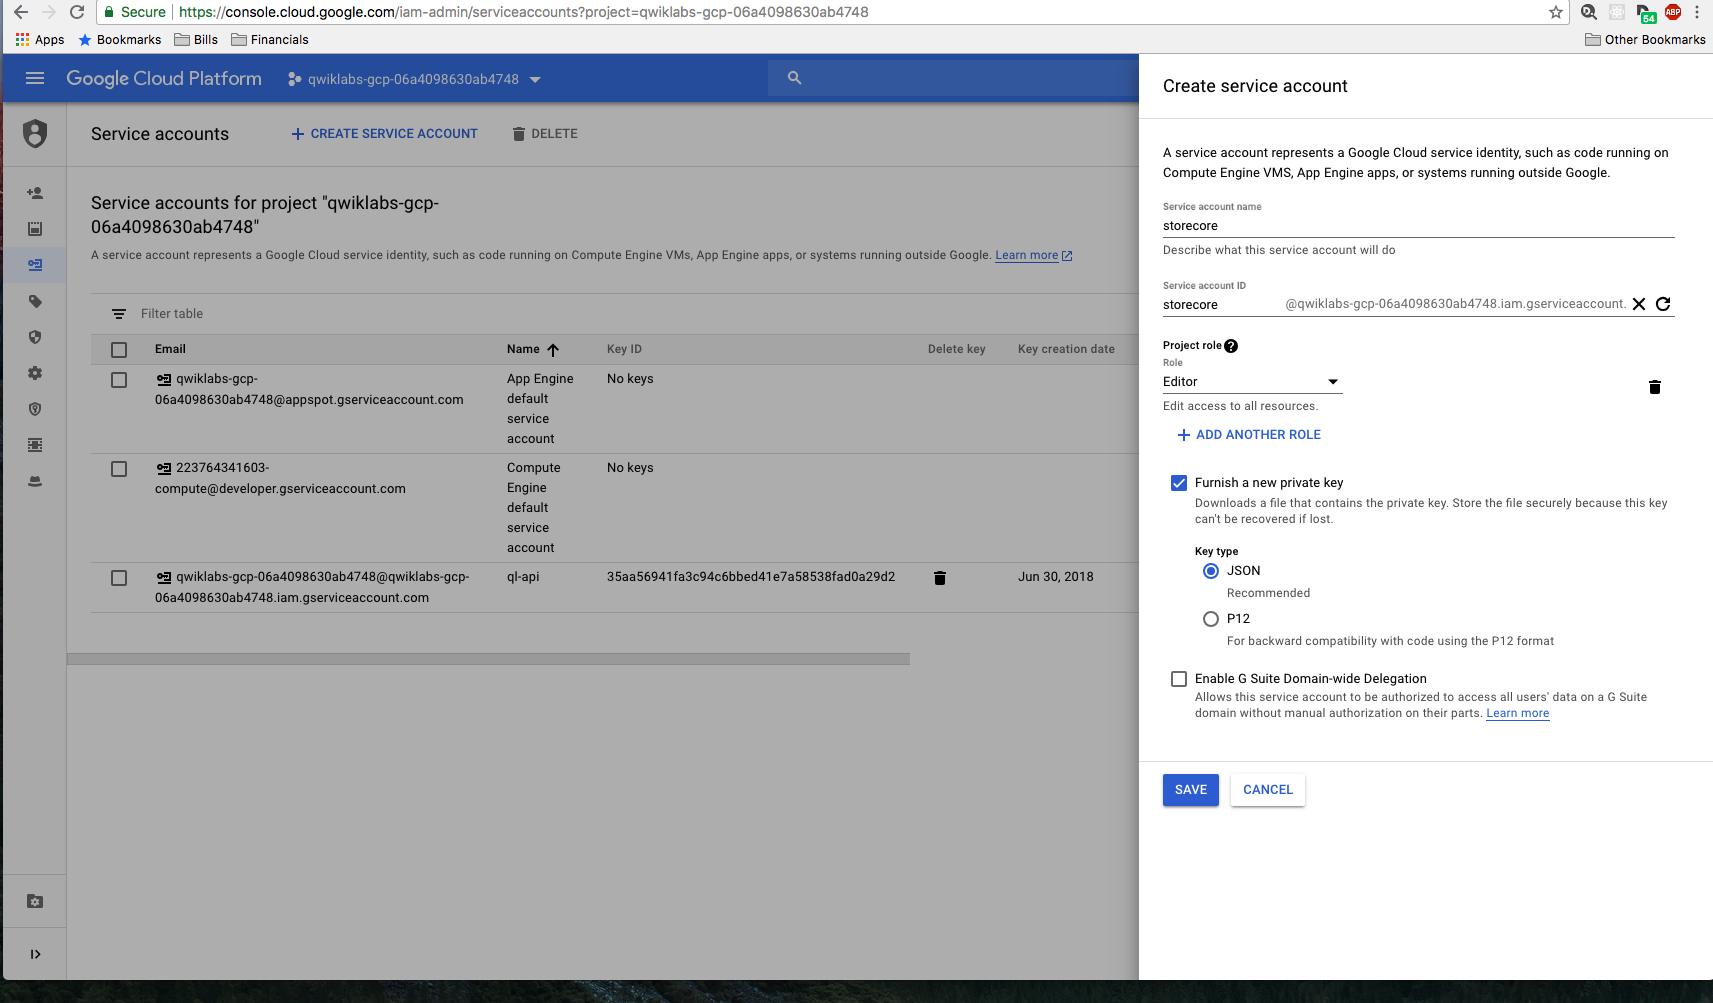 Secure
https://console.cloud.google.com/iam-admin/serviceaccounts?project=qwiklabs-gcp-06a4098630ab4748
54
ABP
Apps
Bookmarks
Bills
Financials
Other Bookmarks
Google Cloud Platform
qwiklabs-gcp-06a4098630ab4748
Service accounts
CREATE SERVICE ACCOUNT
DELETE
Service accounts for project "qwiklabs-gcp-
06a4098630ab4748"
A service account represents a Google Cloud service identity, such as code running on Compute Engine VMs, App Engine apps, or systems running outside Google. Learn more
Filter table
Email
Name
Key ID
Delete key
Key creation date
qwiklabs-gcp-
06a4098630ab4748@appspot.gserviceaccount.com
App Engine
default
service
account
No keys
223764341603-
compute@developer.gserviceaccount.com
Compute
Engine
default
service
account
No keys
qwiklabs-gcp-06a4098630ab4748@qwiklabs-gcp-
06a4098630ab4748.iam.gserviceaccount.com
ql-api
35aa56941fa3c94c6bbed41e7a58538fad0a29d2
Jun 30, 2018
Create service account
A service account represents a Google Cloud service identity, such as code running on
Compute Engine VMS, App Engine apps, or systems running outside Google.
Service account name
storecore
Describe what this service account will do
Service account ID
storecore
@qwiklabs-gcp-06a4098630ab4748.iam.gserviceaccount.
Project role
Role
Editor
Edit access to all resources.
ADD ANOTHER ROLE
Furnish a new private key
Downloads a file that contains the private key. Store the file securely because this key
can't be recovered if lost.
Key type
JSON
Recommended
P12
For backward compatibility with code using the P12 format
Enable G Suite Domain-wide Delegation
Allows this service account to be authorized to access all users' data on a G Suite
domain without manual authorization on their parts. Learn more
SAVE
CANCEL